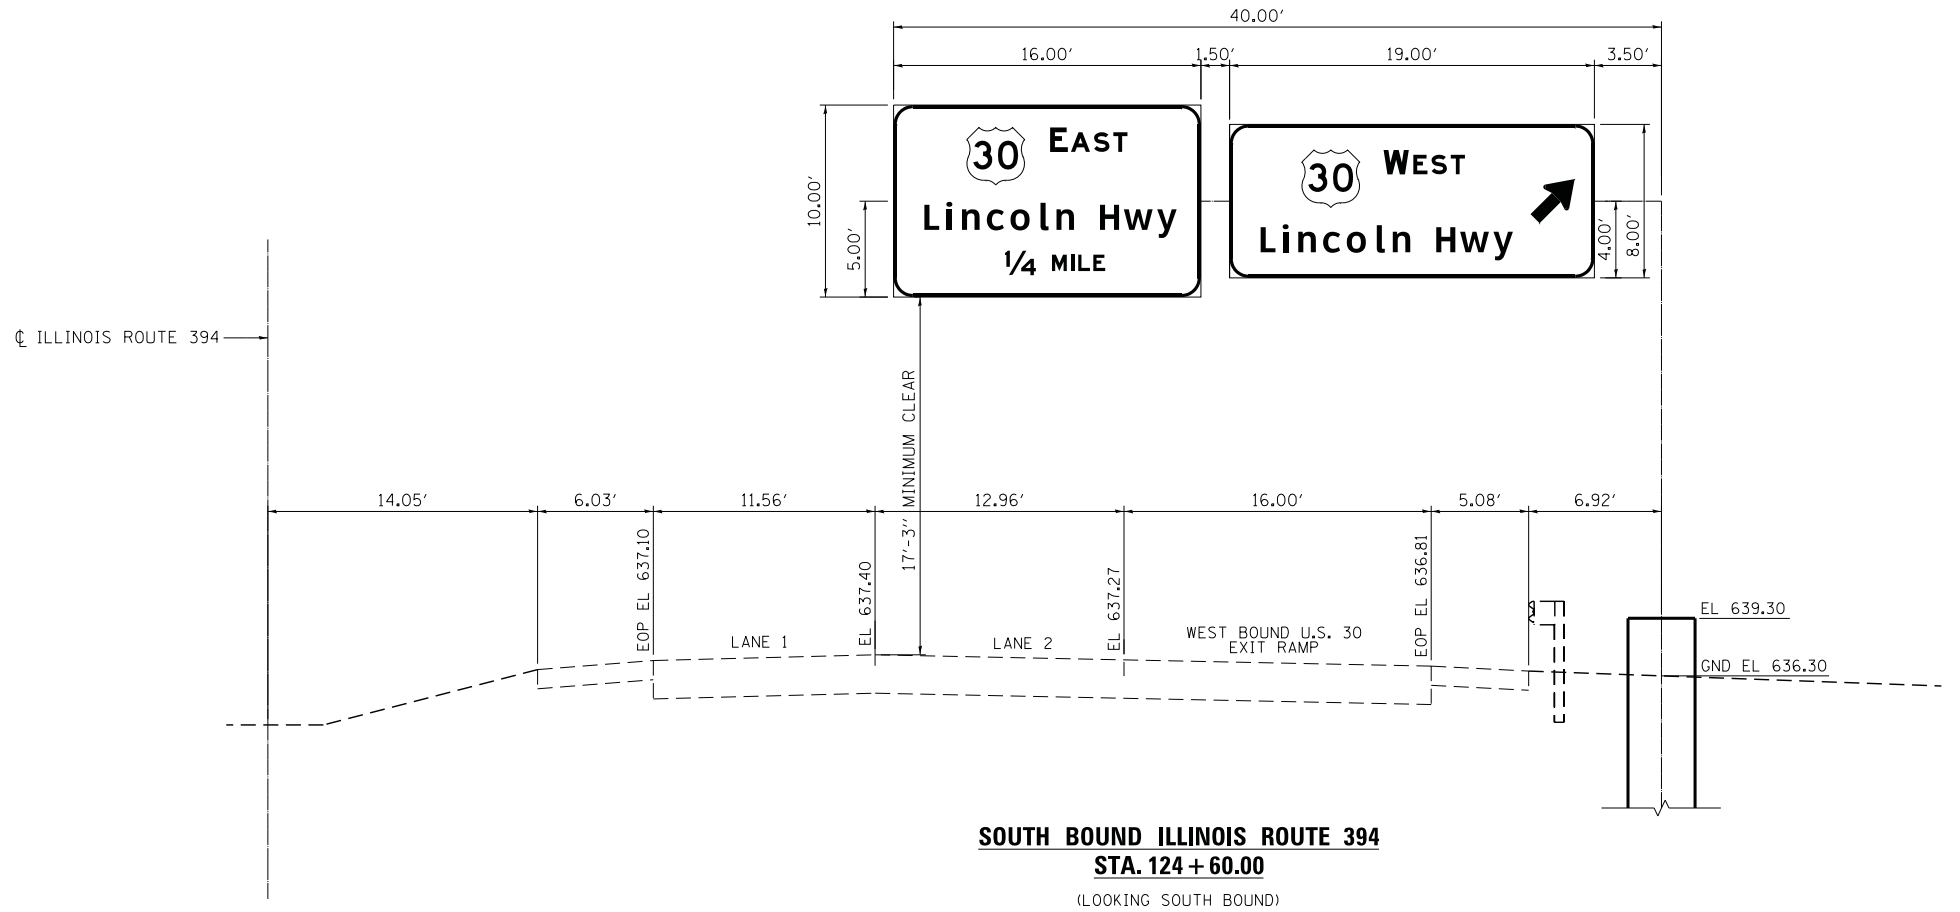 40.00'
16.00' 1.50' 19.00' 3.50'
10.00'
5.00'
30 EAST
Lincoln Hwy
1/4 MILE
30 WEST
Lincoln Hwy
4.00'
8.00'
℄ ILLINOIS ROUTE 394
17'-3" MINIMUM CLEAR
14.05' 6.03' 11.56' 12.96' 16.00' 5.08' 6.92'
EOP EL 637.10
EL 637.40
EL 637.27
EOP EL 636.81
LANE 1
LANE 2
WEST BOUND U.S. 30
EXIT RAMP
EL 639.30
GND EL 636.30
SOUTH BOUND ILLINOIS ROUTE 394
STA. 124+60.00
(LOOKING SOUTH BOUND)